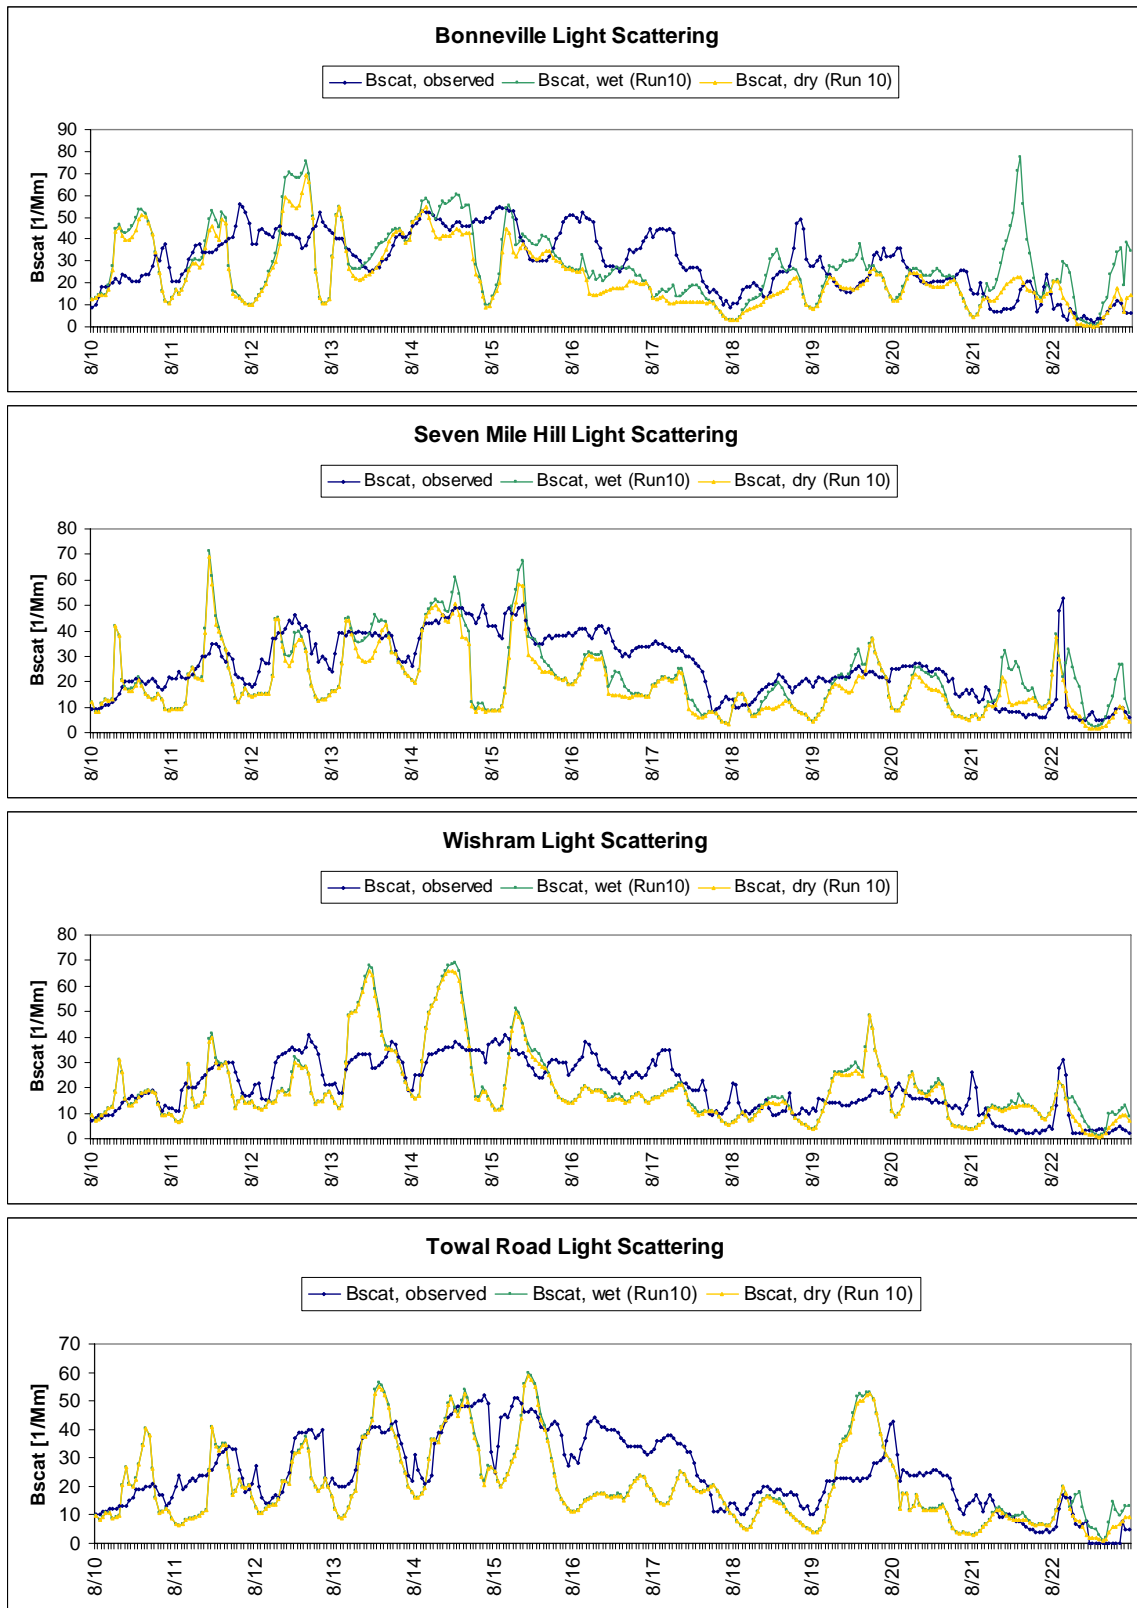 Bonneville Light Scattering
Bscat, observed Bscat, wet (Run10) Bscat, dry (Run 10)
Bscat [1/Mm]
90
80
70
60
50
40
30
20
10
0
8/10 8/11 8/12 8/13 8/14 8/15 8/16 8/17 8/18 8/19 8/20 8/21 8/22
Seven Mile Hill Light Scattering
Bscat, observed Bscat, wet (Run10) Bscat, dry (Run 10)
Bscat [1/Mm]
80
70
60
50
40
30
20
10
0
8/10 8/11 8/12 8/13 8/14 8/15 8/16 8/17 8/18 8/19 8/20 8/21 8/22
Wishram Light Scattering
Bscat, observed Bscat, wet (Run10) Bscat, dry (Run 10)
Bscat [1/Mm]
80
70
60
50
40
30
20
10
0
8/10 8/11 8/12 8/13 8/14 8/15 8/16 8/17 8/18 8/19 8/20 8/21 8/22
Towal Road Light Scattering
Bscat, observed Bscat, wet (Run10) Bscat, dry (Run 10)
Bscat [1/Mm]
70
60
50
40
30
20
10
0
8/10 8/11 8/12 8/13 8/14 8/15 8/16 8/17 8/18 8/19 8/20 8/21 8/22